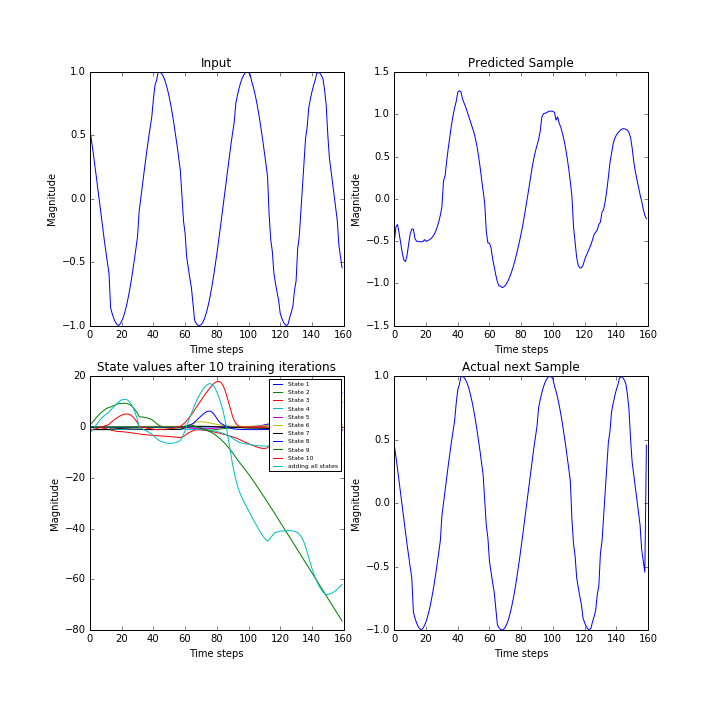 Input
Magnitude
1.0
0.5
0.0
−0.5
−1.0
0 20 40 60 80 100 120 140 160
Time steps
Predicted Sample
Magnitude
1.5
1.0
0.5
0.0
−0.5
−1.0
−1.5
0 20 40 60 80 100 120 140 160
Time steps
State values after 10 training iterations
Magnitude
20
0
−20
−40
−60
−80
0 20 40 60 80 100 120 140 160
Time steps
State 1
State 2
State 3
State 4
State 5
State 6
State 7
State 8
State 9
State 10
adding all states
Actual next Sample
Magnitude
1.0
0.5
0.0
−0.5
−1.0
0 20 40 60 80 100 120 140 160
Time steps